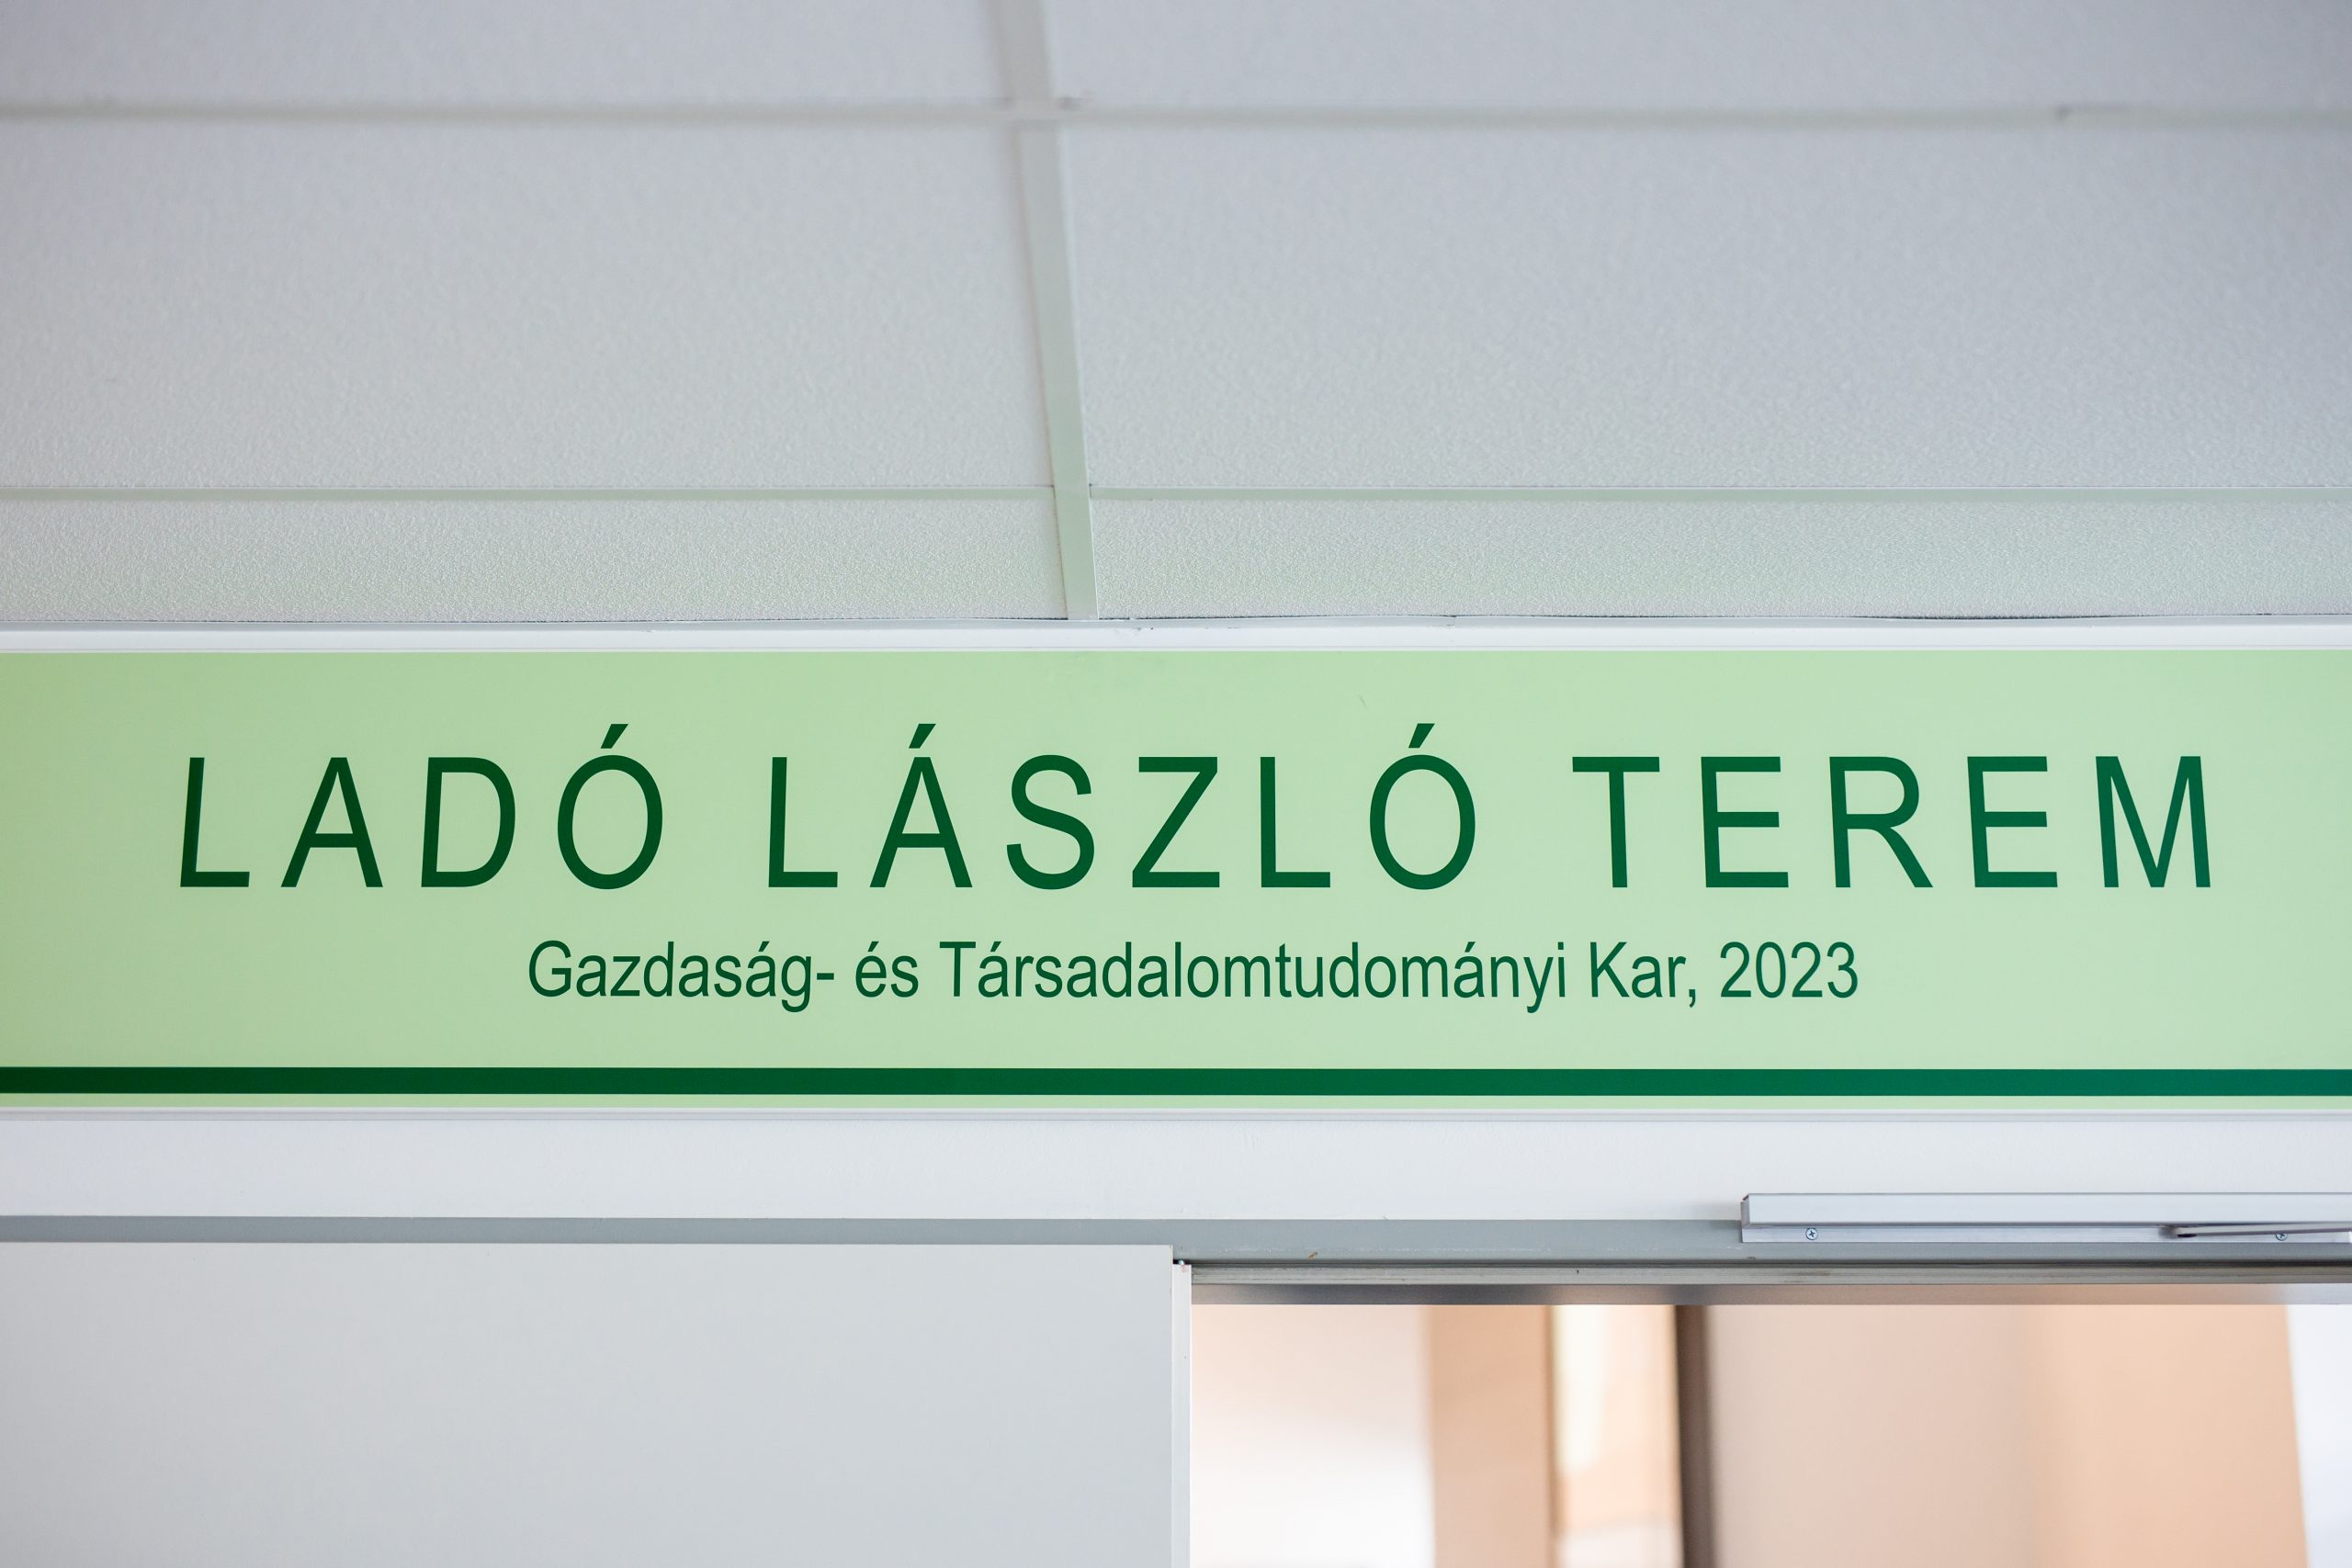 LADÓ LÁSZLÓ TEREM
Gazdaság- és Társadalomtudományi Kar, 2023